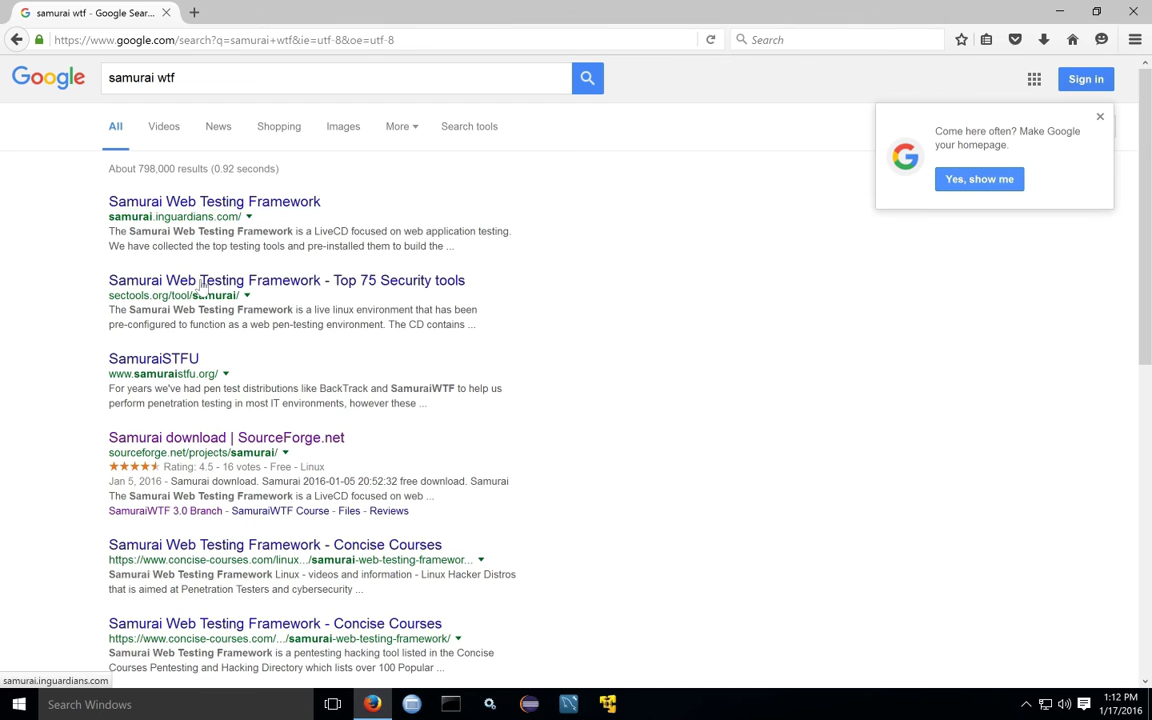 samurai wtf - Google Sear...
https://www.google.com/search?q=samurai+wtf&ie=utf-8&oe=utf-8
Search
Google
samurai wtf
Sign in
All
Videos
News
Shopping
Images
More
Search tools
Come here often? Make Google
your homepage.
Yes, show me
About 798,000 results (0.92 seconds)
Samurai Web Testing Framework
samurai.inguardians.com/
The Samurai Web Testing Framework is a LiveCD focused on web application testing.
We have collected the top testing tools and pre-installed them to build the ...
Samurai Web Testing Framework - Top 75 Security tools
sectools.org/tool/samurai/
The Samurai Web Testing Framework is a live linux environment that has been
pre-configured to function as a web pen-testing environment. The CD contains ...
SamuraiSTFU
www.samuraistfu.org/
For years we've had pen test distributions like BackTrack and SamuraiWTF to help us
perform penetration testing in most IT environments, however these ...
Samurai download | SourceForge.net
sourceforge.net/projects/samurai/
Rating: 4.5 - 16 votes - Free - Linux
Jan 5, 2016 - Samurai download. Samurai 2016-01-05 20:52:32 free download. Samurai
The Samurai Web Testing Framework is a LiveCD focused on web ...
SamuraiWTF 3.0 Branch - SamuraiWTF Course - Files - Reviews
Samurai Web Testing Framework - Concise Courses
https://www.concise-courses.com/linux.../samurai-web-testing-framewor...
Samurai Web Testing Framework Linux - videos and information - Linux Hacker Distros
that is aimed at Penetration Testers and cybersecurity ...
Samurai Web Testing Framework - Concise Courses
https://www.concise-courses.com/.../samurai-web-testing-framework/
Samurai Web Testing Framework is a pentesting hacking tool listed in the Concise
Courses Pentesting and Hacking Directory which lists over 100 Popular ...
samurai.inguardians.com
Search Windows
1:12 PM
1/17/2016